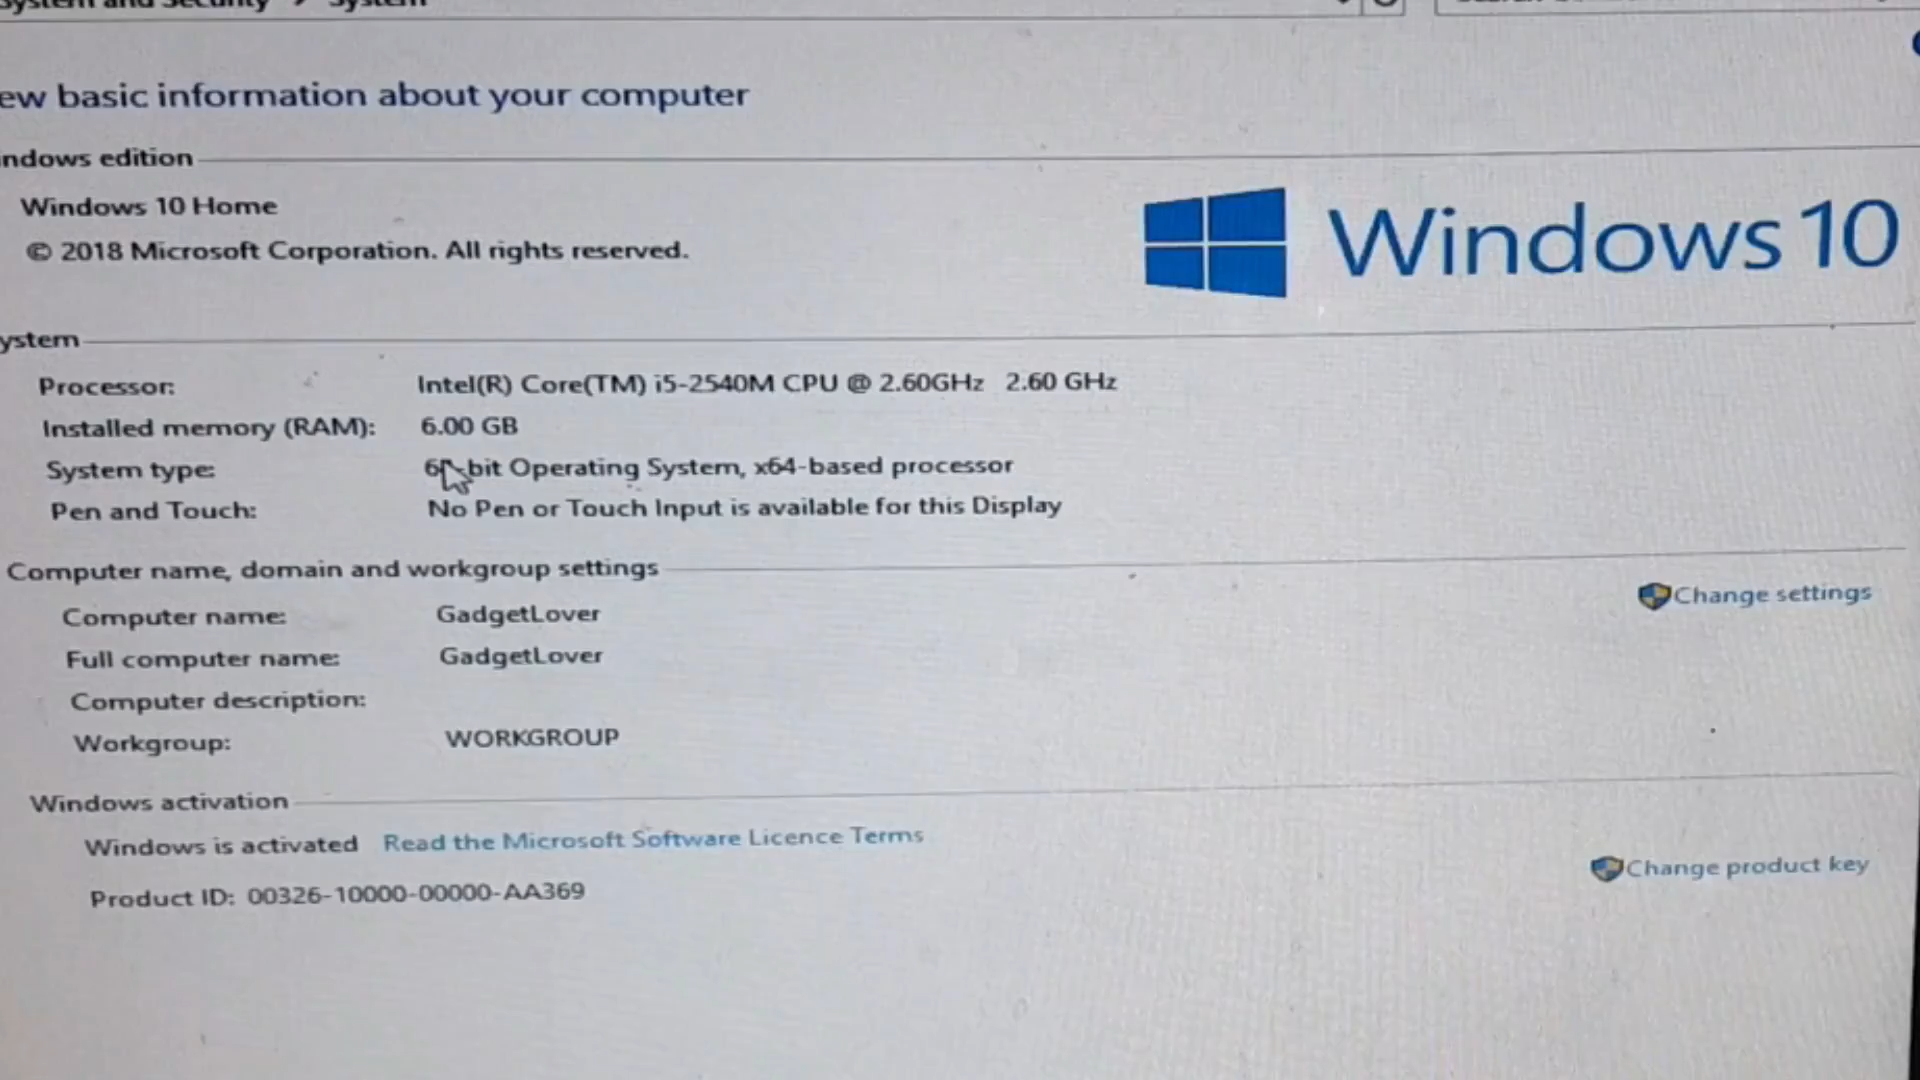 System and Security > System
ew basic information about your computer
ndows edition
Windows 10 Home
© 2018 Microsoft Corporation. All rights reserved.
Windows 10
ystem
Processor: Intel(R) Core(TM) i5-2540M CPU @ 2.60GHz 2.60 GHz
Installed memory (RAM): 6.00 GB
System type: 64-bit Operating System, x64-based processor
Pen and Touch: No Pen or Touch Input is available for this Display
Computer name, domain and workgroup settings
Computer name: GadgetLover
Change settings
Full computer name: GadgetLover
Computer description:
Workgroup: WORKGROUP
Windows activation
Windows is activated Read the Microsoft Software Licence Terms
Product ID: 00326-10000-00000-AA369
Change product key